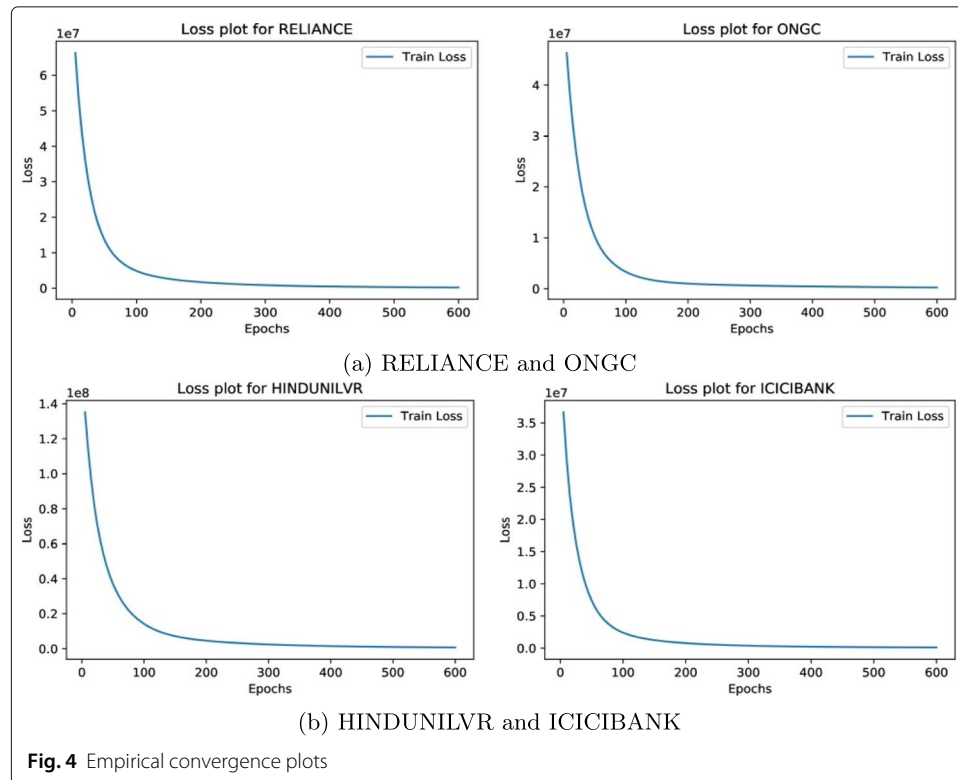 Loss plot for RELIANCE
1e7
Train Loss
6
5
4
3
2
1
0
Loss
0 100 200 300 400 500 600
Epochs
Loss plot for ONGC
1e7
Train Loss
4
3
2
1
0
Loss
0 100 200 300 400 500 600
Epochs
(a) RELIANCE and ONGC
Loss plot for HINDUNILVR
1e8
Train Loss
1.4
1.2
1.0
0.8
0.6
0.4
0.2
0.0
Loss
0 100 200 300 400 500 600
Epochs
Loss plot for ICICIBANK
1e7
Train Loss
3.5
3.0
2.5
2.0
1.5
1.0
0.5
0.0
Loss
0 100 200 300 400 500 600
Epochs
(b) HINDUNILVR and ICICIBANK
Fig. 4 Empirical convergence plots